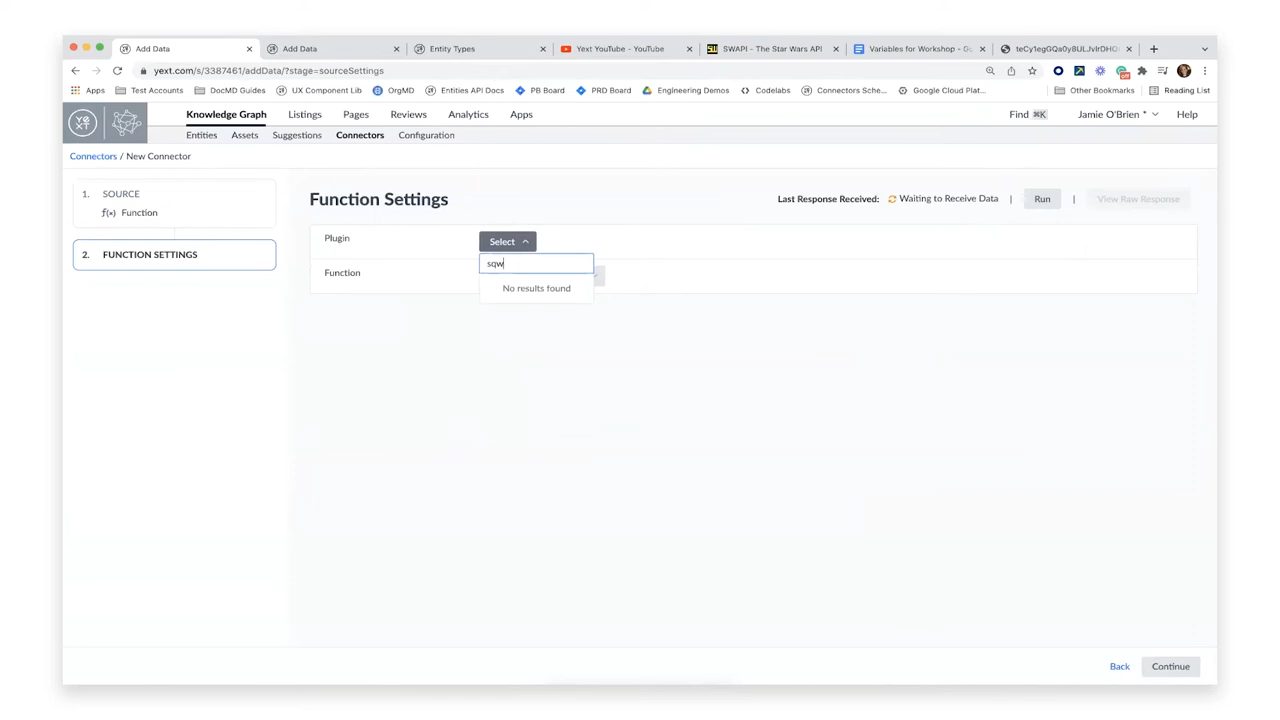 Add Data
Add Data
Entity Types
Yext YouTube - YouTube
SWAPI - The Star Wars API
Variables for Workshop - Go
teCy1egGQa0y8ULJvIrDHQ
yext.com/s/3387461/addData/?stage=sourceSettings
Apps
Test Accounts
DocMD Guides
UX Component Lib
OrgMD
Entities API Docs
PB Board
PRD Board
Engineering Demos
Codelabs
Connectors Sche...
Google Cloud Plat...
Other Bookmarks
Reading List
YEXT
Knowledge Graph
Listings
Pages
Reviews
Analytics
Apps
Find ⌘K
Jamie O'Brien *
Help
Entities
Assets
Suggestions
Connectors
Configuration
Connectors / New Connector
1. SOURCE
ƒ(×) Function
2. FUNCTION SETTINGS
Function Settings
Last Response Received: Waiting to Receive Data | Run | View Raw Response
Plugin
Select
sqw
Function
No results found
Back
Continue